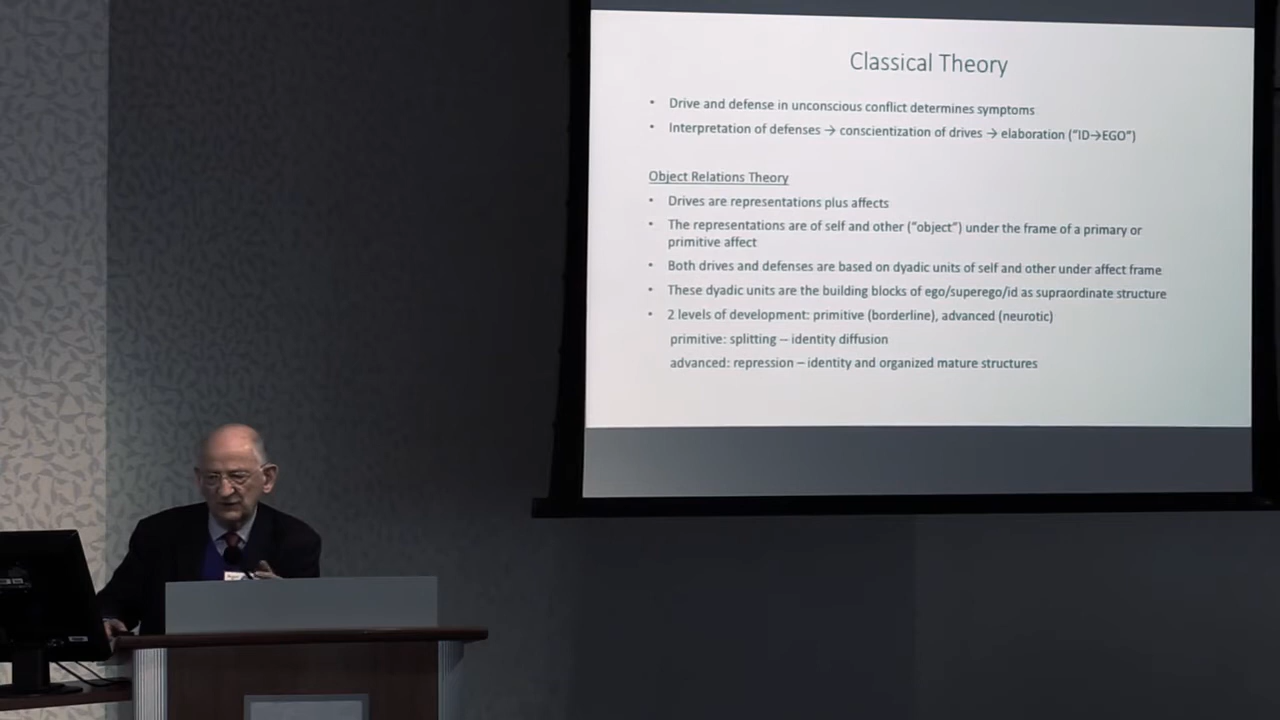 Classical Theory
• Drive and defense in unconscious conflict determines symptoms
• Interpretation of defenses → conscientization of drives → elaboration ("ID→EGO")
Object Relations Theory
• Drives are representations plus affects
• The representations are of self and other ("object") under the frame of a primary or
primitive affect
• Both drives and defenses are based on dyadic units of self and other under affect frame
• These dyadic units are the building blocks of ego/superego/id as supraordinate structure
• 2 levels of development: primitive (borderline), advanced (neurotic)
primitive: splitting – identity diffusion
advanced: repression – identity and organized mature structures